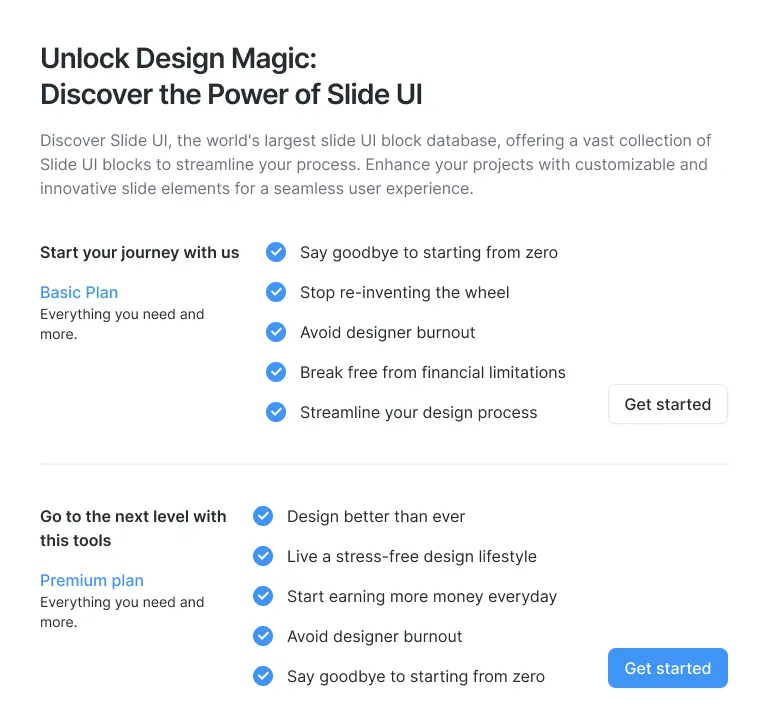 Unlock Design Magic:
Discover the Power of Slide UI
Discover Slide UI, the world's largest slide UI block database, offering a vast collection of
Slide UI blocks to streamline your process. Enhance your projects with customizable and
innovative slide elements for a seamless user experience.
Start your journey with us
Basic Plan
Everything you need and
more.
Say goodbye to starting from zero
Stop re-inventing the wheel
Avoid designer burnout
Break free from financial limitations
Streamline your design process
Get started
Go to the next level with
this tools
Premium plan
Everything you need and
more.
Design better than ever
Live a stress-free design lifestyle
Start earning more money everyday
Avoid designer burnout
Say goodbye to starting from zero
Get started